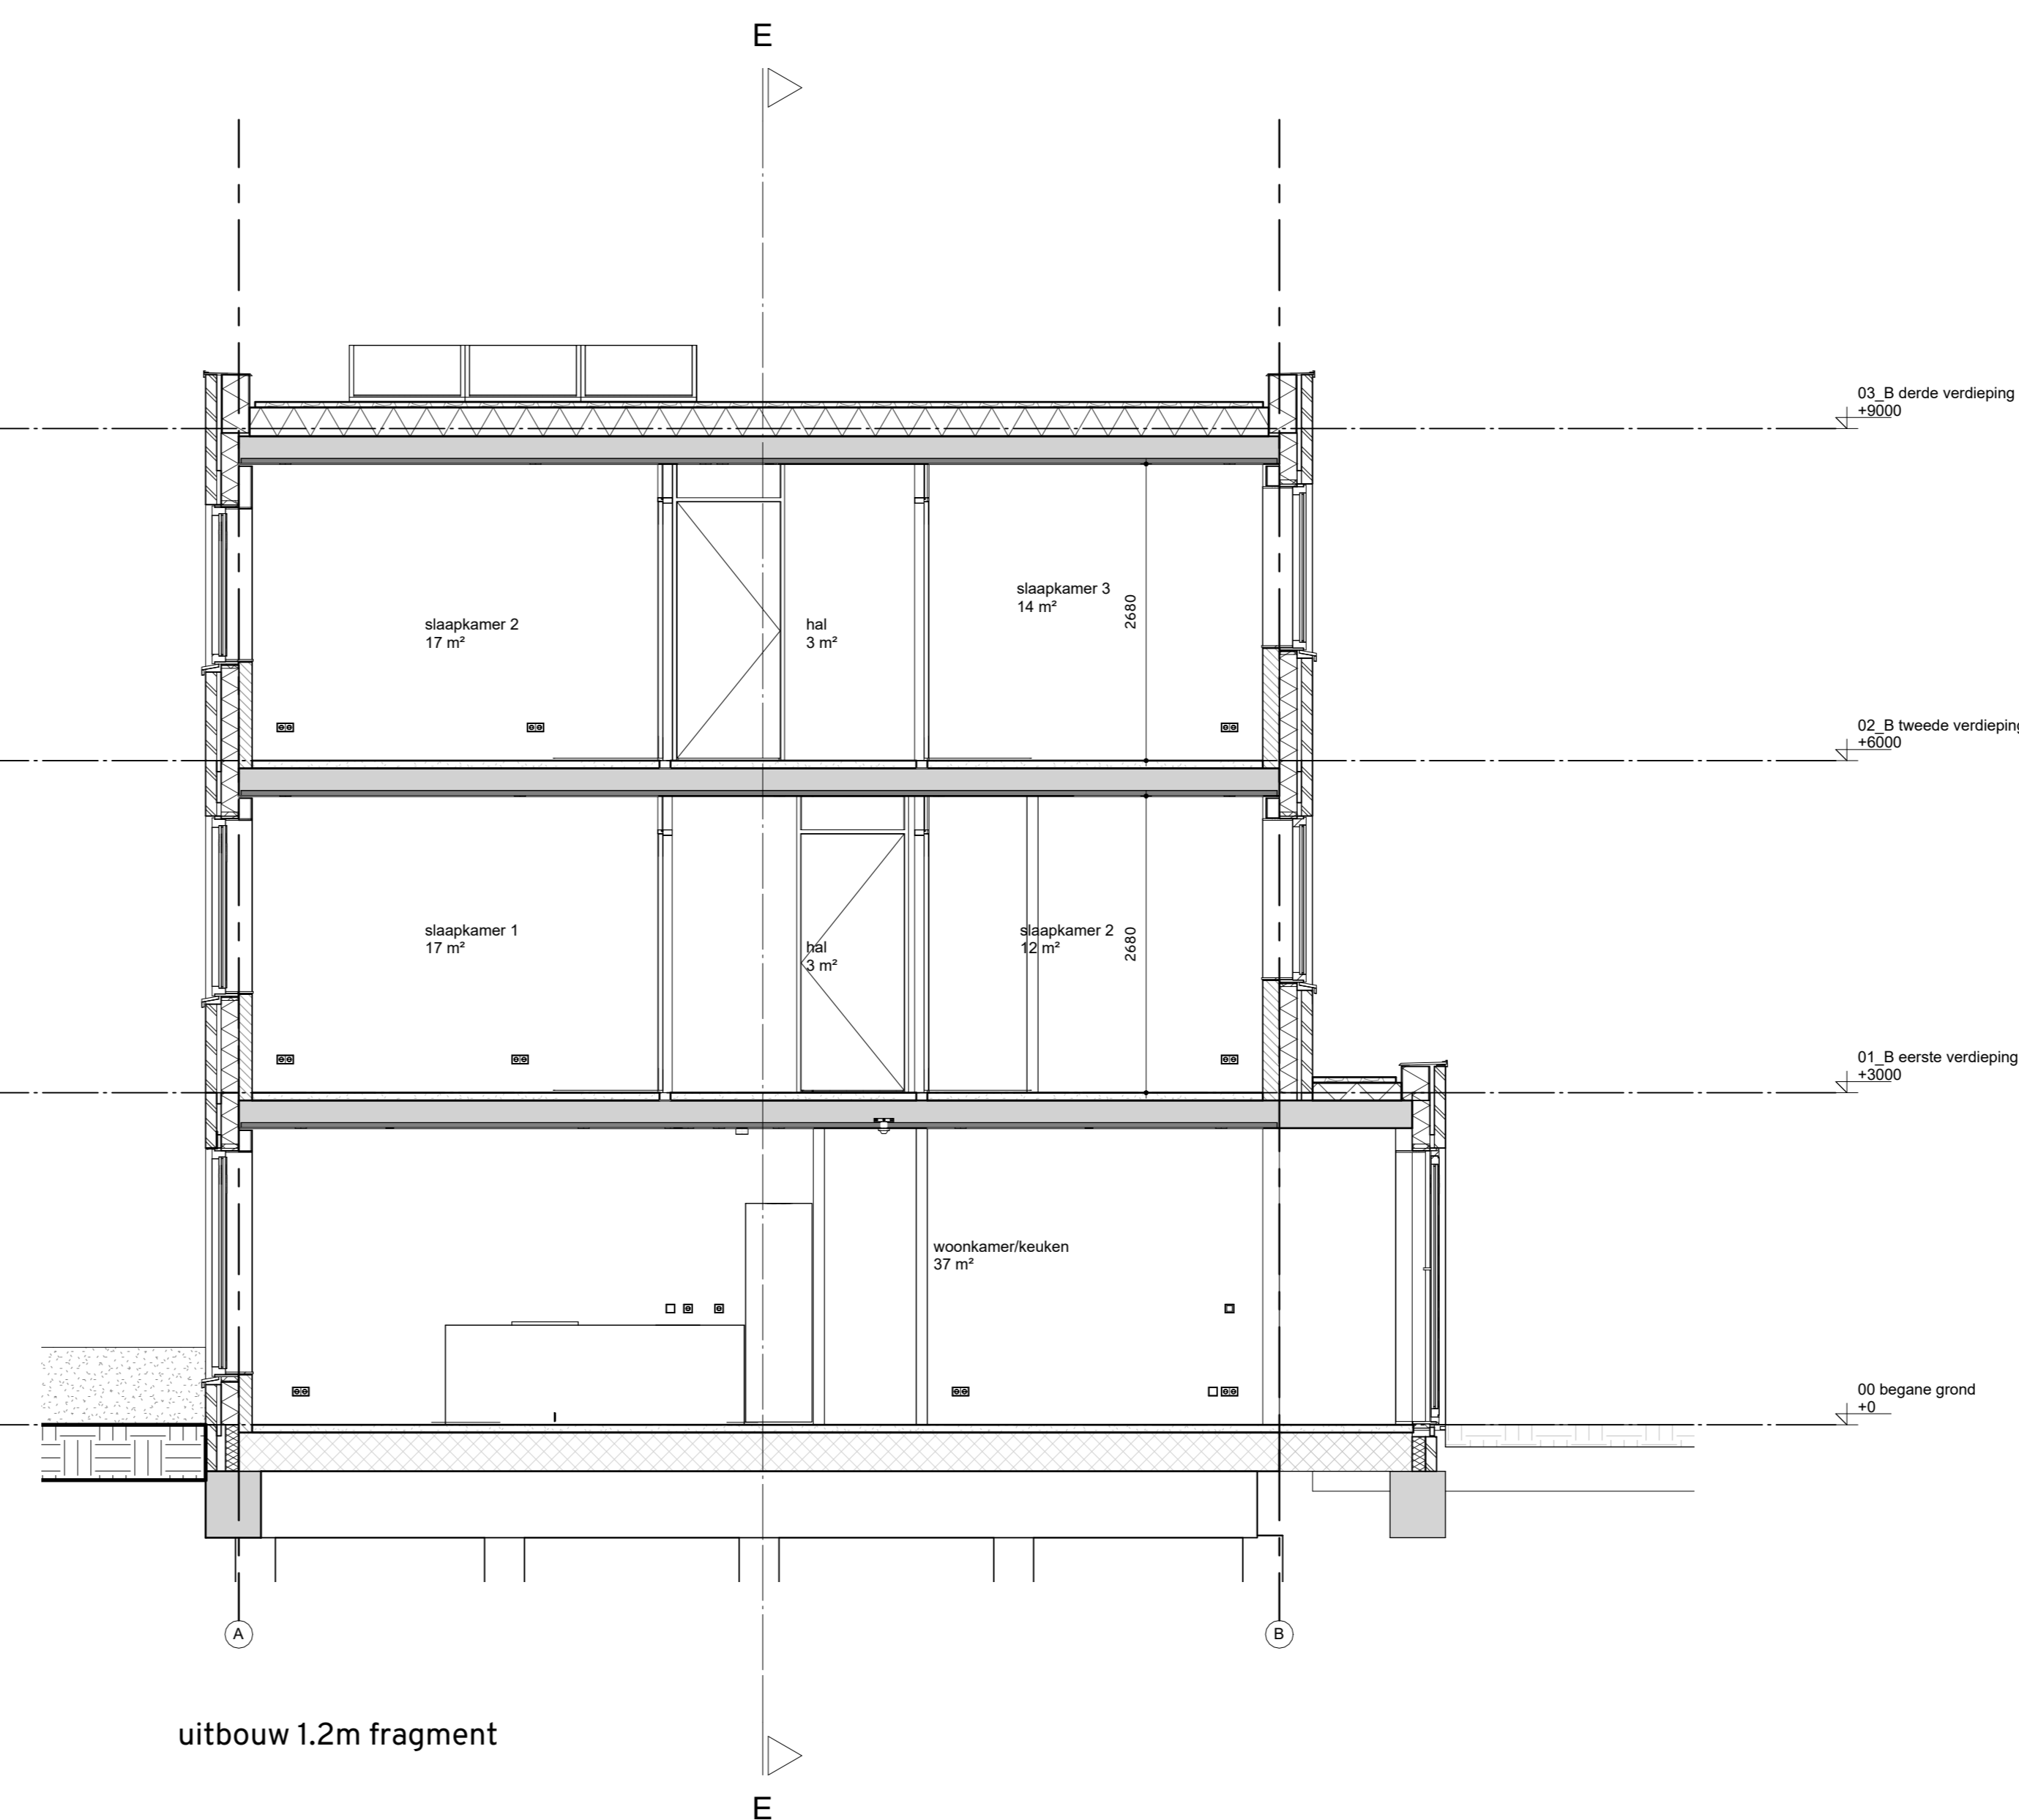 E
03_B derde verdieping
+9000
slaapkamer 3
14 m²
2680
slaapkamer 2
17 m²
hal
3 m²
02_B tweede verdieping
+6000
slaapkamer 1
17 m²
hal
3 m²
slaapkamer 2
12 m²
2680
01_B eerste verdieping
+3000
woonkamer/keuken
37 m²
00 begane grond
+0
A
B
uitbouw 1.2m fragment
E